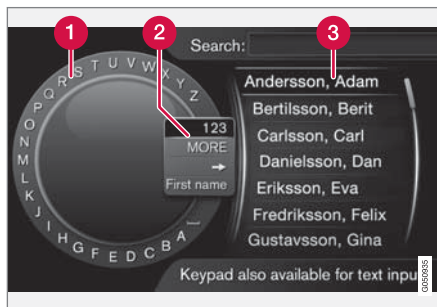 1
2
3
Search:
A B C D E F G H I J K L M N O P Q R S T U V W X Y Z
123
MORE
→
First name
Andersson, Adam
Bertilsson, Berit
Carlsson, Carl
Danielsson, Dan
Eriksson, Eva
Fredriksson, Felix
Gustavsson, Gina
Keypad also available for text inpu
G050935